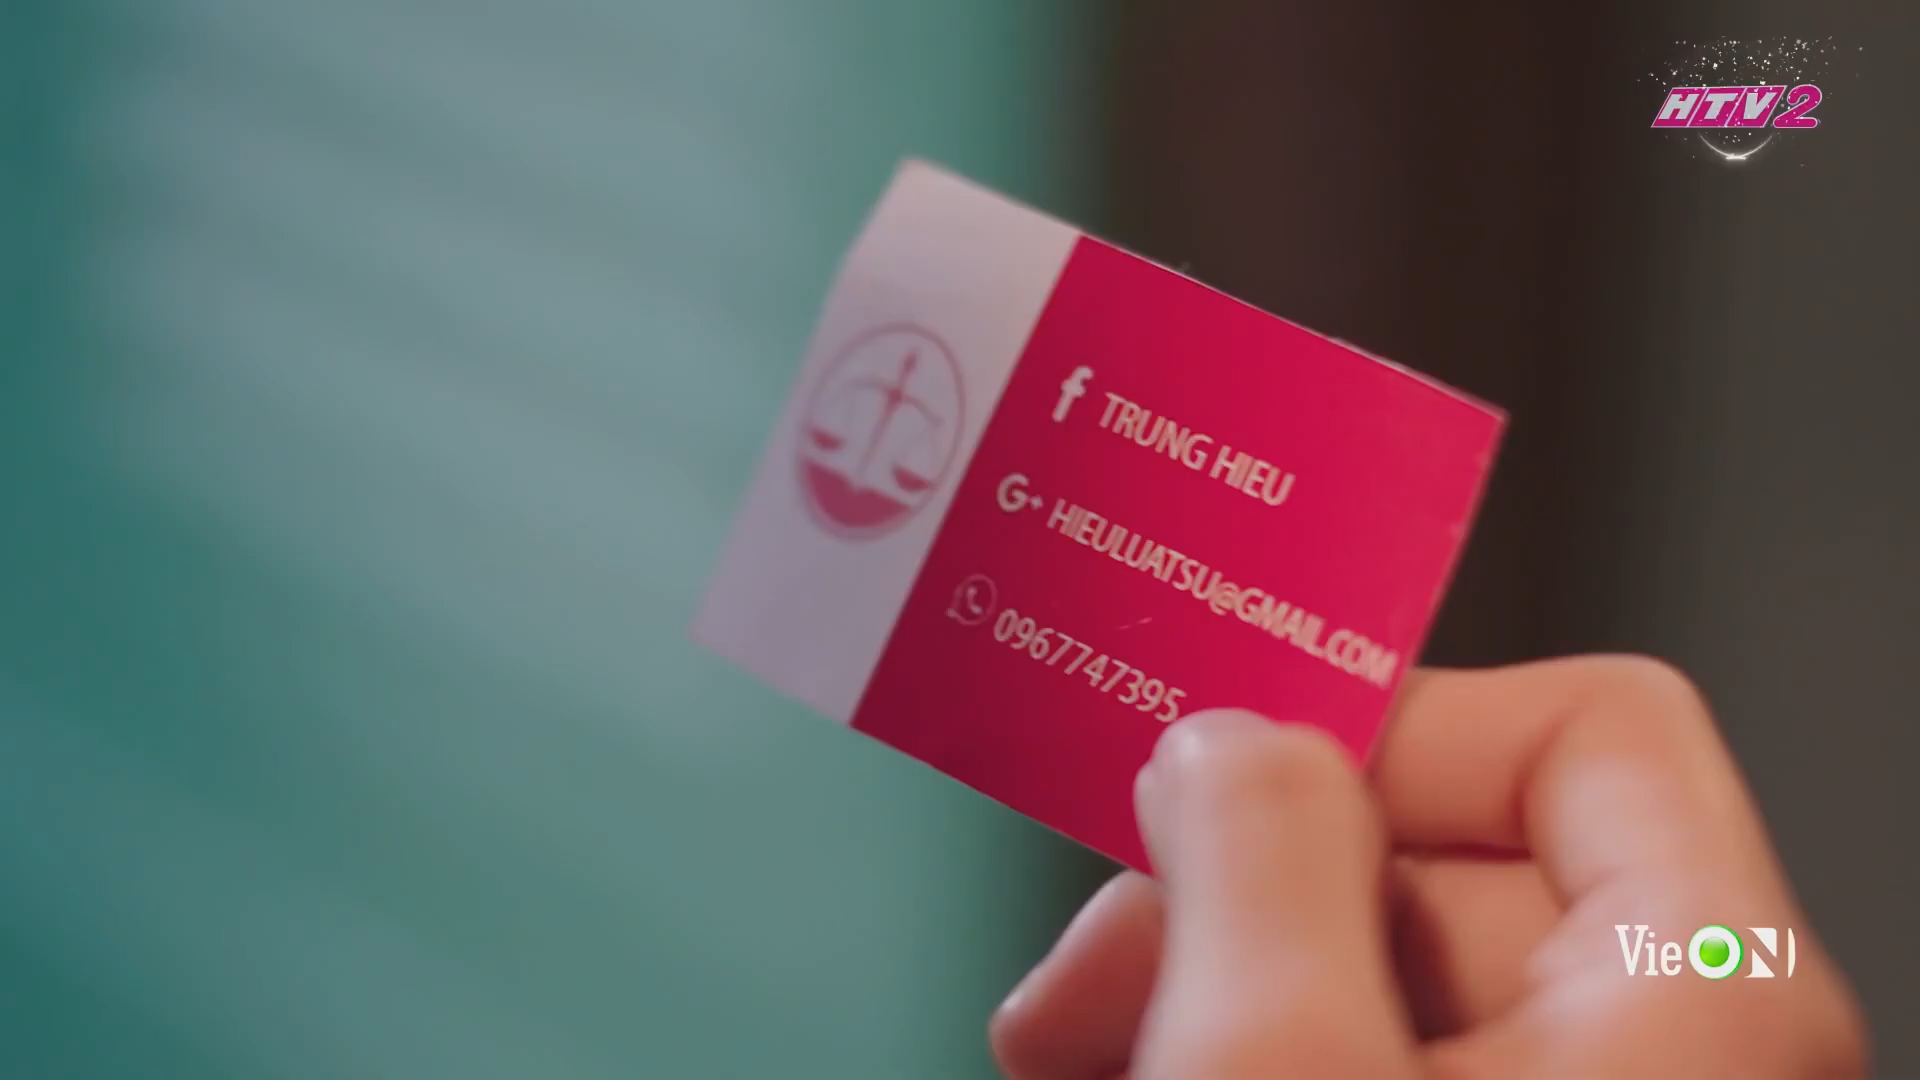 HTV2
f TRUNG HIEU
G+ HIEULUATSU@GMAIL.COM
0967747395
VieON